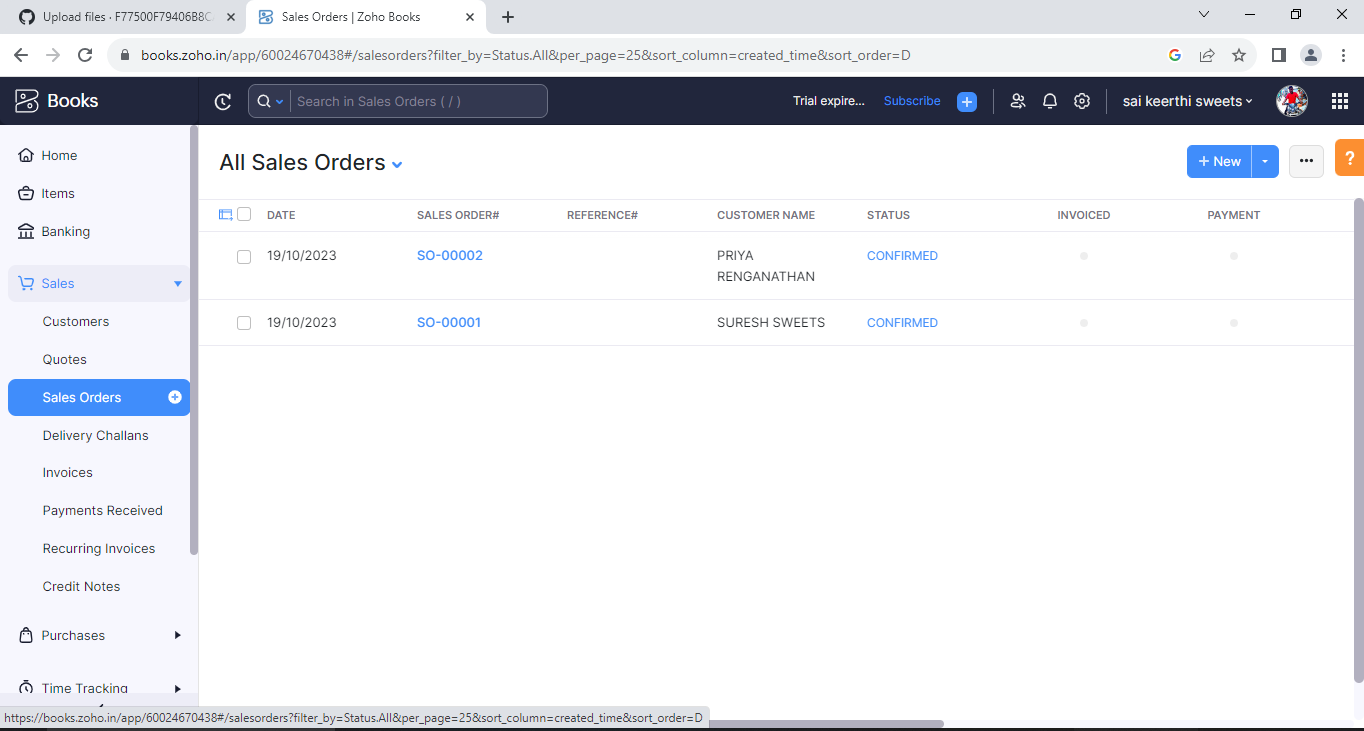 Upload files · F77500F79406B8C
Sales Orders | Zoho Books
books.zoho.in/app/60024670438#/salesorders?filter_by=Status.All&per_page=25&sort_column=created_time&sort_order=D
Books
Search in Sales Orders ( / )
Trial expire... Subscribe
sai keerthi sweets
Home
Items
Banking
Sales
Customers
Quotes
Sales Orders
Delivery Challans
Invoices
Payments Received
Recurring Invoices
Credit Notes
Purchases
Time Tracking
All Sales Orders
+ New
?
DATE SALES ORDER# REFERENCE# CUSTOMER NAME STATUS INVOICED PAYMENT
19/10/2023 SO-00002 PRIYA RENGANATHAN CONFIRMED
19/10/2023 SO-00001 SURESH SWEETS CONFIRMED
https://books.zoho.in/app/60024670438#/salesorders?filter_by=Status.All&per_page=25&sort_column=created_time&sort_order=D